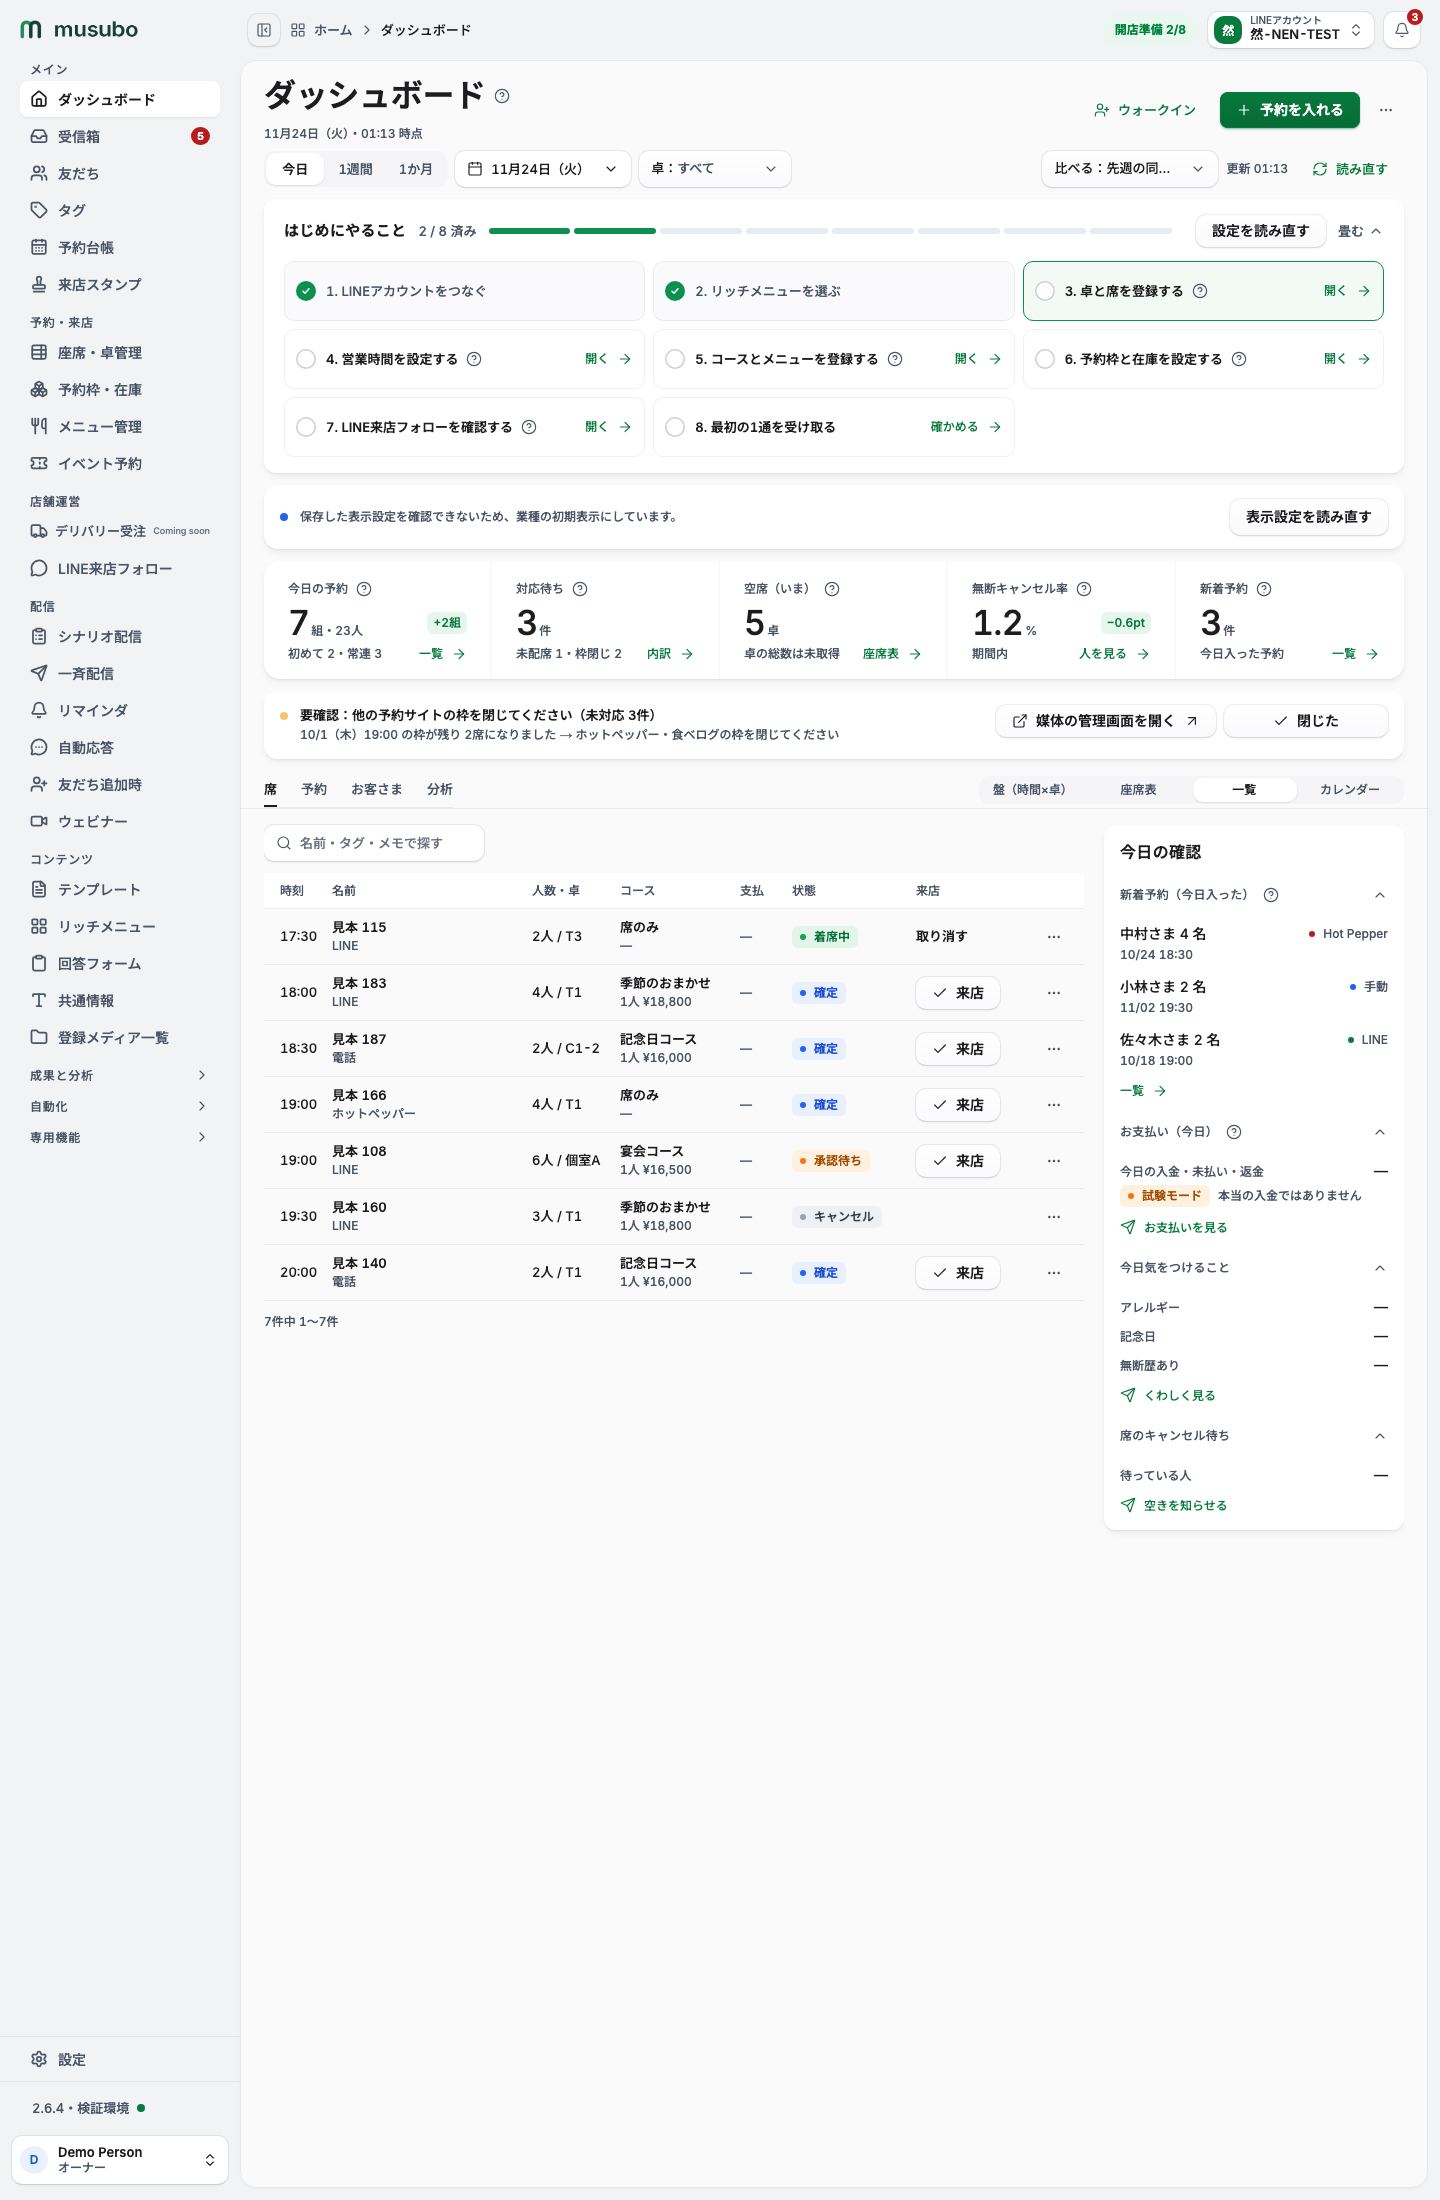 musubo
メイン
ダッシュボード
受信箱 5
友だち
タグ
予約台帳
来店スタンプ
予約・来店
座席・卓管理
予約枠・在庫
メニュー管理
イベント予約
店舗運営
デリバリー受注 Coming soon
LINE来店フォロー
配信
シナリオ配信
一斉配信
リマインダ
自動応答
友だち追加時
ウェビナー
コンテンツ
テンプレート
リッチメニュー
回答フォーム
共通情報
登録メディア一覧
成果と分析
自動化
専用機能
設定
2.6.4・検証環境
D Demo Person
オーナー
ホーム ダッシュボード
開店準備 2/8
然 LINEアカウント
然-NEN-TEST
3
ダッシュボード
11月24日（火）・01:13 時点
ウォークイン
予約を入れる
今日 1週間 1か月 11月24日（火） 卓：すべて
比べる：先週の同... 更新 01:13 読み直す
はじめにやること 2 / 8 済み 設定を読み直す 畳む
1. LINEアカウントをつなぐ
2. リッチメニューを選ぶ
3. 卓と席を登録する 開く
4. 営業時間を設定する 開く
5. コースとメニューを登録する 開く
6. 予約枠と在庫を設定する 開く
7. LINE来店フォローを確認する 開く
8. 最初の1通を受け取る 確かめる
保存した表示設定を確認できないため、業種の初期表示にしています。 表示設定を読み直す
今日の予約
7 組・23人 +2組
初めて 2・常連 3 一覧
対応待ち
3 件
未配席 1・枠閉じ 2 内訳
空席（いま）
5 卓
卓の総数は未取得 座席表
無断キャンセル率
1.2 % −0.6pt
期間内 人を見る
新着予約
3 件
今日入った予約 一覧
要確認：他の予約サイトの枠を閉じてください（未対応 3件）
10/1（木）19:00 の枠が残り 2席になりました → ホットペッパー・食べログの枠を閉じてください
媒体の管理画面を開く 閉じた
席 予約 お客さま 分析
盤（時間×卓） 座席表 一覧 カレンダー
名前・タグ・メモで探す
時刻 名前 人数・卓 コース 支払 状態 来店
17:30 見本 115 2人 / T3 席のみ — 着席中 取り消す
LINE —
18:00 見本 183 4人 / T1 季節のおまかせ — 確定 来店
LINE 1人 ¥18,800
18:30 見本 187 2人 / C1-2 記念日コース — 確定 来店
電話 1人 ¥16,000
19:00 見本 166 4人 / T1 席のみ — 確定 来店
ホットペッパー —
19:00 見本 108 6人 / 個室A 宴会コース — 承認待ち 来店
LINE 1人 ¥16,500
19:30 見本 160 3人 / T1 季節のおまかせ — キャンセル
LINE 1人 ¥18,800
20:00 見本 140 2人 / T1 記念日コース — 確定 来店
電話 1人 ¥16,000
7件中 1〜7件
今日の確認
新着予約（今日入った）
中村さま 4 名 Hot Pepper
10/24 18:30
小林さま 2 名 手動
11/02 19:30
佐々木さま 2 名 LINE
10/18 19:00
一覧
お支払い（今日）
今日の入金・未払い・返金 —
試験モード 本当の入金ではありません
お支払いを見る
今日気をつけること
アレルギー —
記念日 —
無断歴あり —
くわしく見る
席のキャンセル待ち
待っている人 —
空きを知らせる